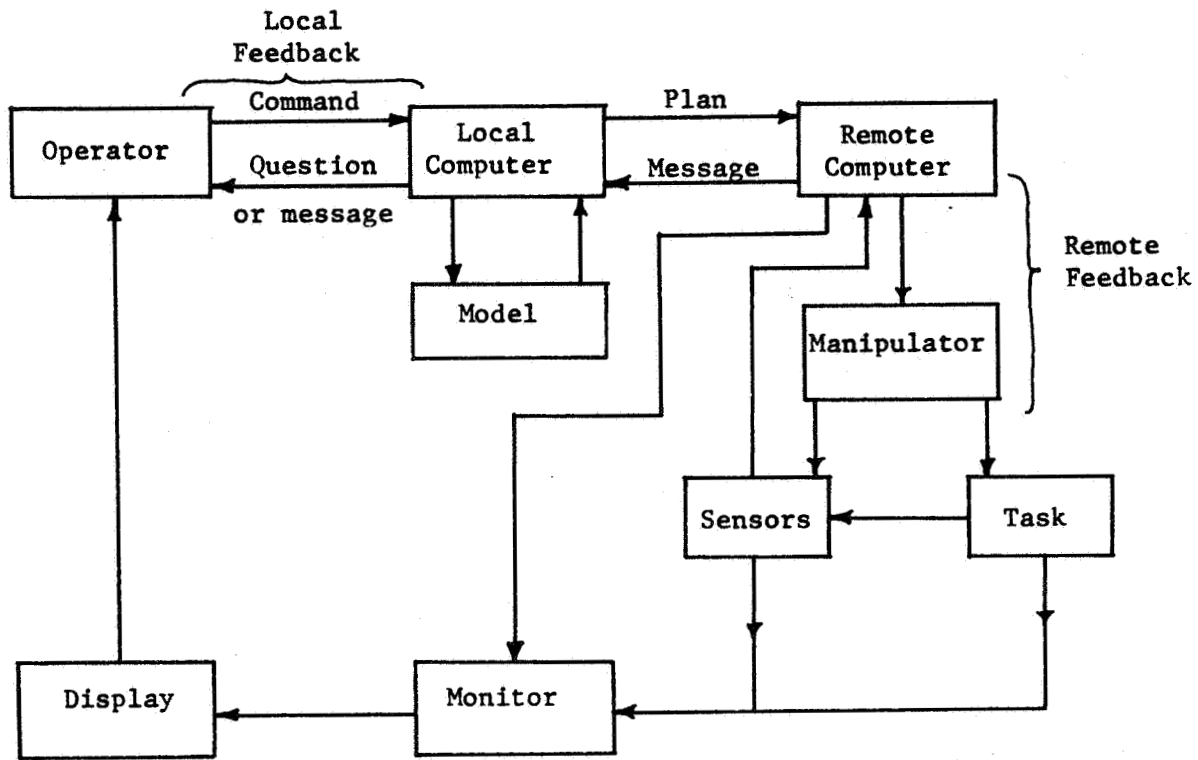 Local
Feedback
Command
Plan
Operator
Local
Computer
Remote
Computer
Question
or message
Message
Remote
Feedback
Model
Manipulator
Sensors
Task
Display
Monitor